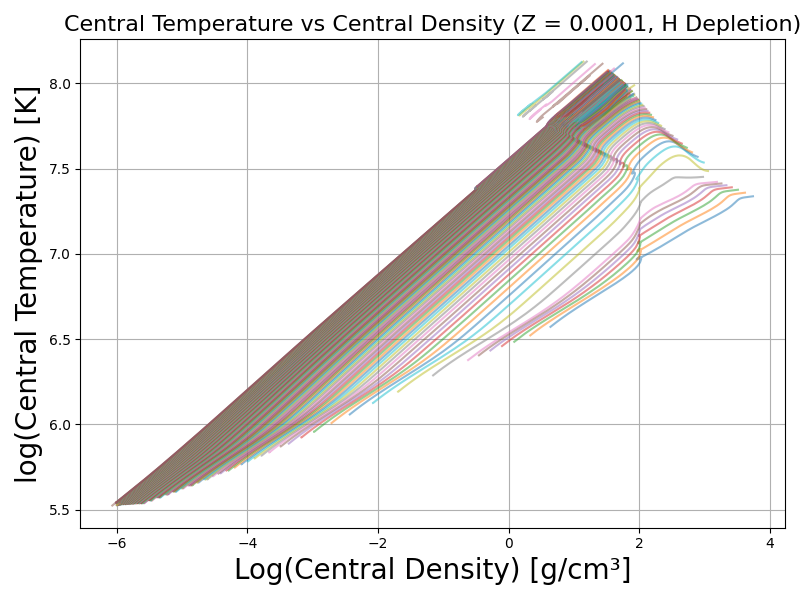 Central Temperature vs Central Density (Z = 0.0001, H Depletion)
log(Central Temperature) [K]
8.0
7.5
7.0
6.5
6.0
5.5
−6 −4 −2 0 2 4
Log(Central Density) [g/cm³]